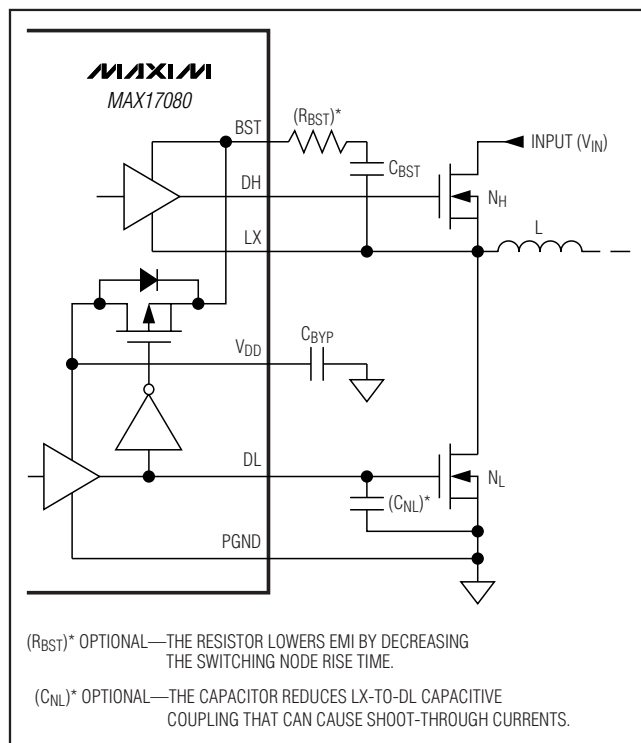 MAXIM
MAX17080
BST
(RBST)*
INPUT (VIN)
CBST
DH
NH
LX
L
CBYP
VDD
DL
NL
(CNL)*
PGND
(RBST)* OPTIONAL—THE RESISTOR LOWERS EMI BY DECREASING
THE SWITCHING NODE RISE TIME.
(CNL)* OPTIONAL—THE CAPACITOR REDUCES LX-TO-DL CAPACITIVE
COUPLING THAT CAN CAUSE SHOOT-THROUGH CURRENTS.